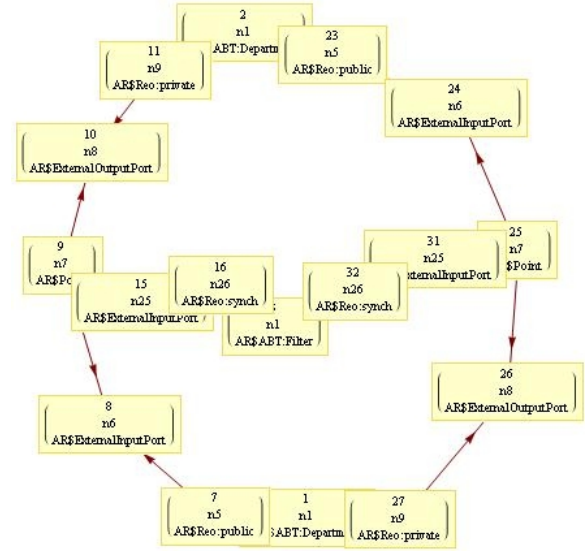 2
n1
ABT:Departm
23
n5
AR$Reo:public
11
n9
AR$Reo:private
24
n6
AR$ExternalInputPort
10
n8
AR$ExternalOutputPort
9
n7
AR$Po
25
n7
$Point
31
n25
ExternalInputPort
16
n26
AR$Reo:synch
32
n26
AR$Reo:synch
15
n25
AR$ExternalInputPort
n1
AR$ABT:Filter
26
n8
AR$ExternalOutputPort
8
n6
AR$ExternalInputPort
7
n5
AR$Reo:public
1
n1
$ABT:Departm
27
n9
AR$Reo:private